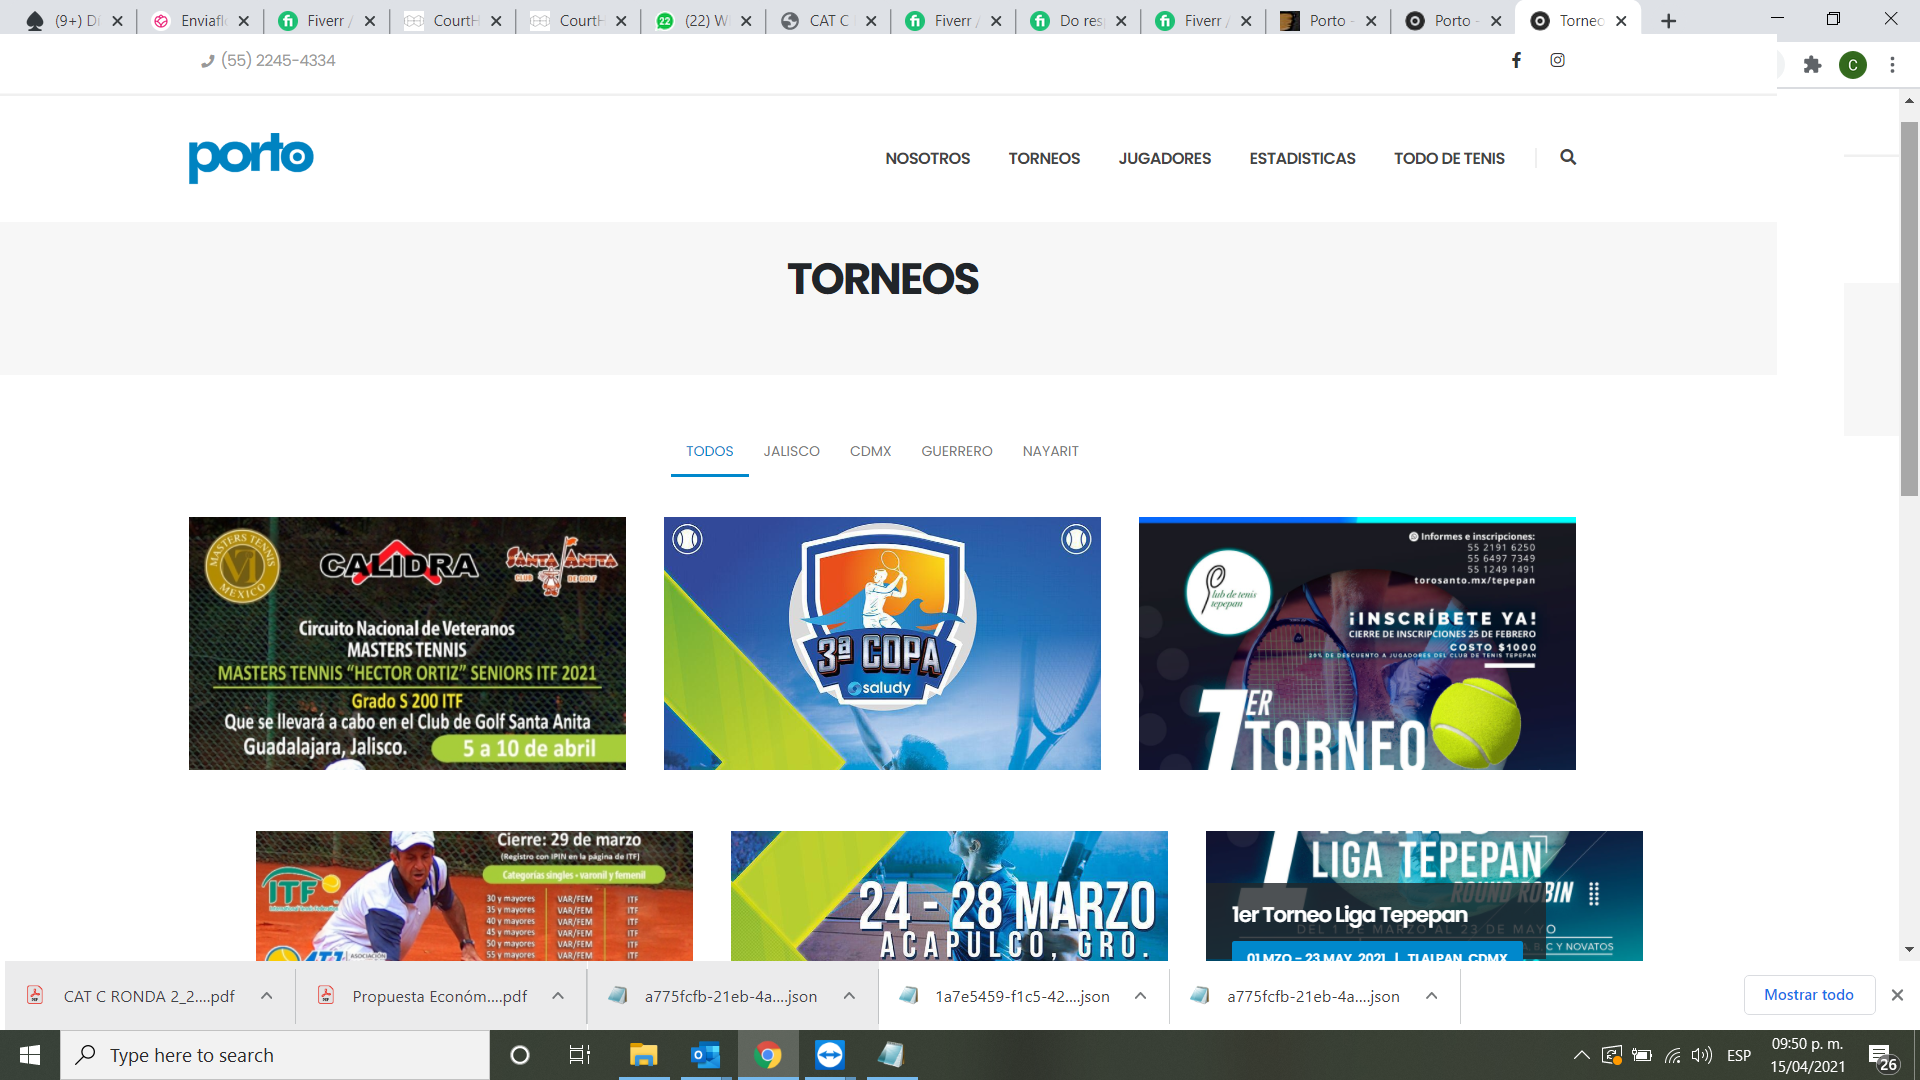 (9+) Di
Enviafl
Fiverr /
CourtH
CourtH
(22) W
CAT C
Fiverr /
Do resp
Fiverr /
Porto -
Porto -
Torneo
(55) 2245-4334
C
porto
NOSOTROS
TORNEOS
JUGADORES
ESTADISTICAS
TODO DE TENIS
TORNEOS
TODOS
JALISCO
CDMX
GUERRERO
NAYARIT
MASTERS TENNIS
MEXICO
CALIDRA
SANTA ANITA
CLUB DE GOLF
Circuito Nacional de Veteranos
MASTERS TENNIS
MASTERS TENNIS "HECTOR ORTIZ" SENIORS ITF 2021
Grado S 200 ITF
Que se llevará a cabo en el Club de Golf Santa Anita
Guadalajara, Jalisco.
5 a 10 de abril
3ª COPA
saludy
Club de tenis
tepepan
Informes e inscripciones:
55 2191 6250
55 6497 7349
55 1249 1491
torosanto.mx/tepepan
¡INSCRÍBETE YA!
CIERRE DE INSCRIPCIONES 25 DE FEBRERO
COSTO $1000
20% DE DESCUENTO A JUGADORES DEL CLUB DE TENIS TEPEPAN
1ER
TORNEO
Cierre: 29 de marzo
(Registro con IPIN en la página de ITF)
Categorías singles - varonil y femenil
ITF
30 y mayores VAR/FEM ITF
35 y mayores VAR/FEM ITF
40 y mayores VAR/FEM ITF
45 y mayores VAR/FEM ITF
50 y mayores VAR/FEM ITF
55 y mayores VAR/FEM ITF
24 - 28 MARZO
ACAPULCO, GRO.
TORNEO
LIGA TEPEPAN
ROUND ROBIN
1er Torneo Liga Tepepan
DEL 1 DE MARZO AL 23 DE MAYO
B,C Y NOVATOS
01 MZO - 23 MAY, 2021 | TLALPAN, CDMX
CAT C RONDA 2_2....pdf
Propuesta Económ....pdf
a775fcfb-21eb-4a....json
1a7e5459-f1c5-42....json
a775fcfb-21eb-4a....json
Mostrar todo
Type here to search
ESP
09:50 p. m.
15/04/2021
26